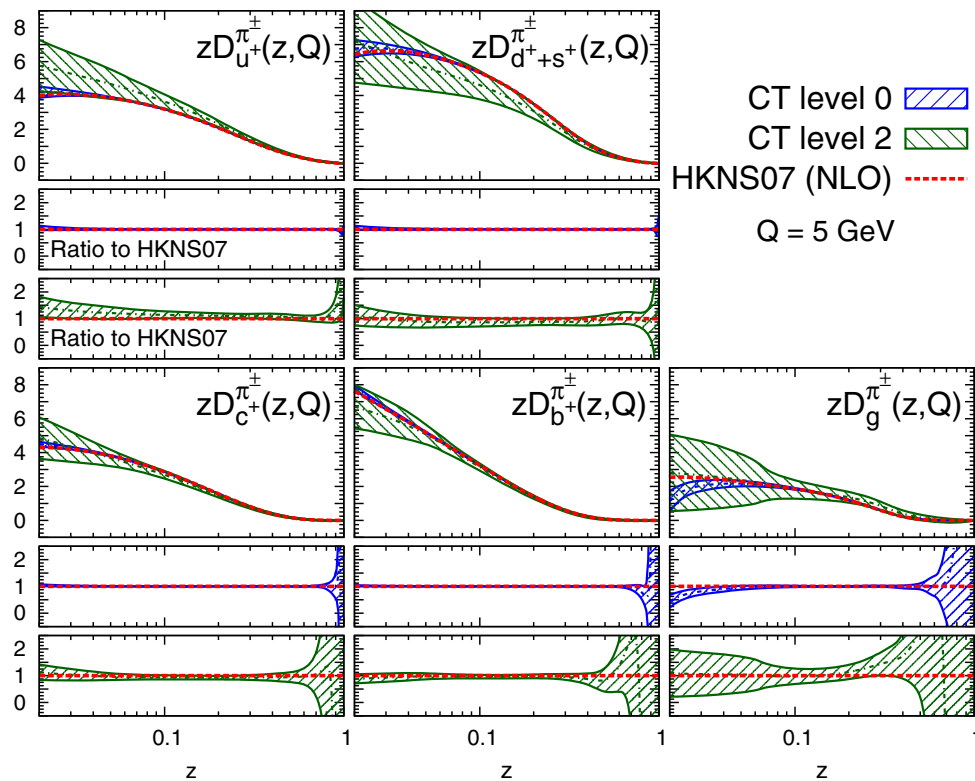 8
6
4
2
0
zD_{u^+}^{π^±}(z,Q)
zD_{d^++s^+}^{π^±}(z,Q)
CT level 0
CT level 2
HKNS07 (NLO)
Q = 5 GeV
2
1
0
Ratio to HKNS07
2
1
0
Ratio to HKNS07
8
6
4
2
0
zD_{c^+}^{π^±}(z,Q)
zD_{b^+}^{π^±}(z,Q)
zD_{g}^{π^±}(z,Q)
2
1
0
2
1
0
0.1 1
0.1 1
0.1 1
z
z
z